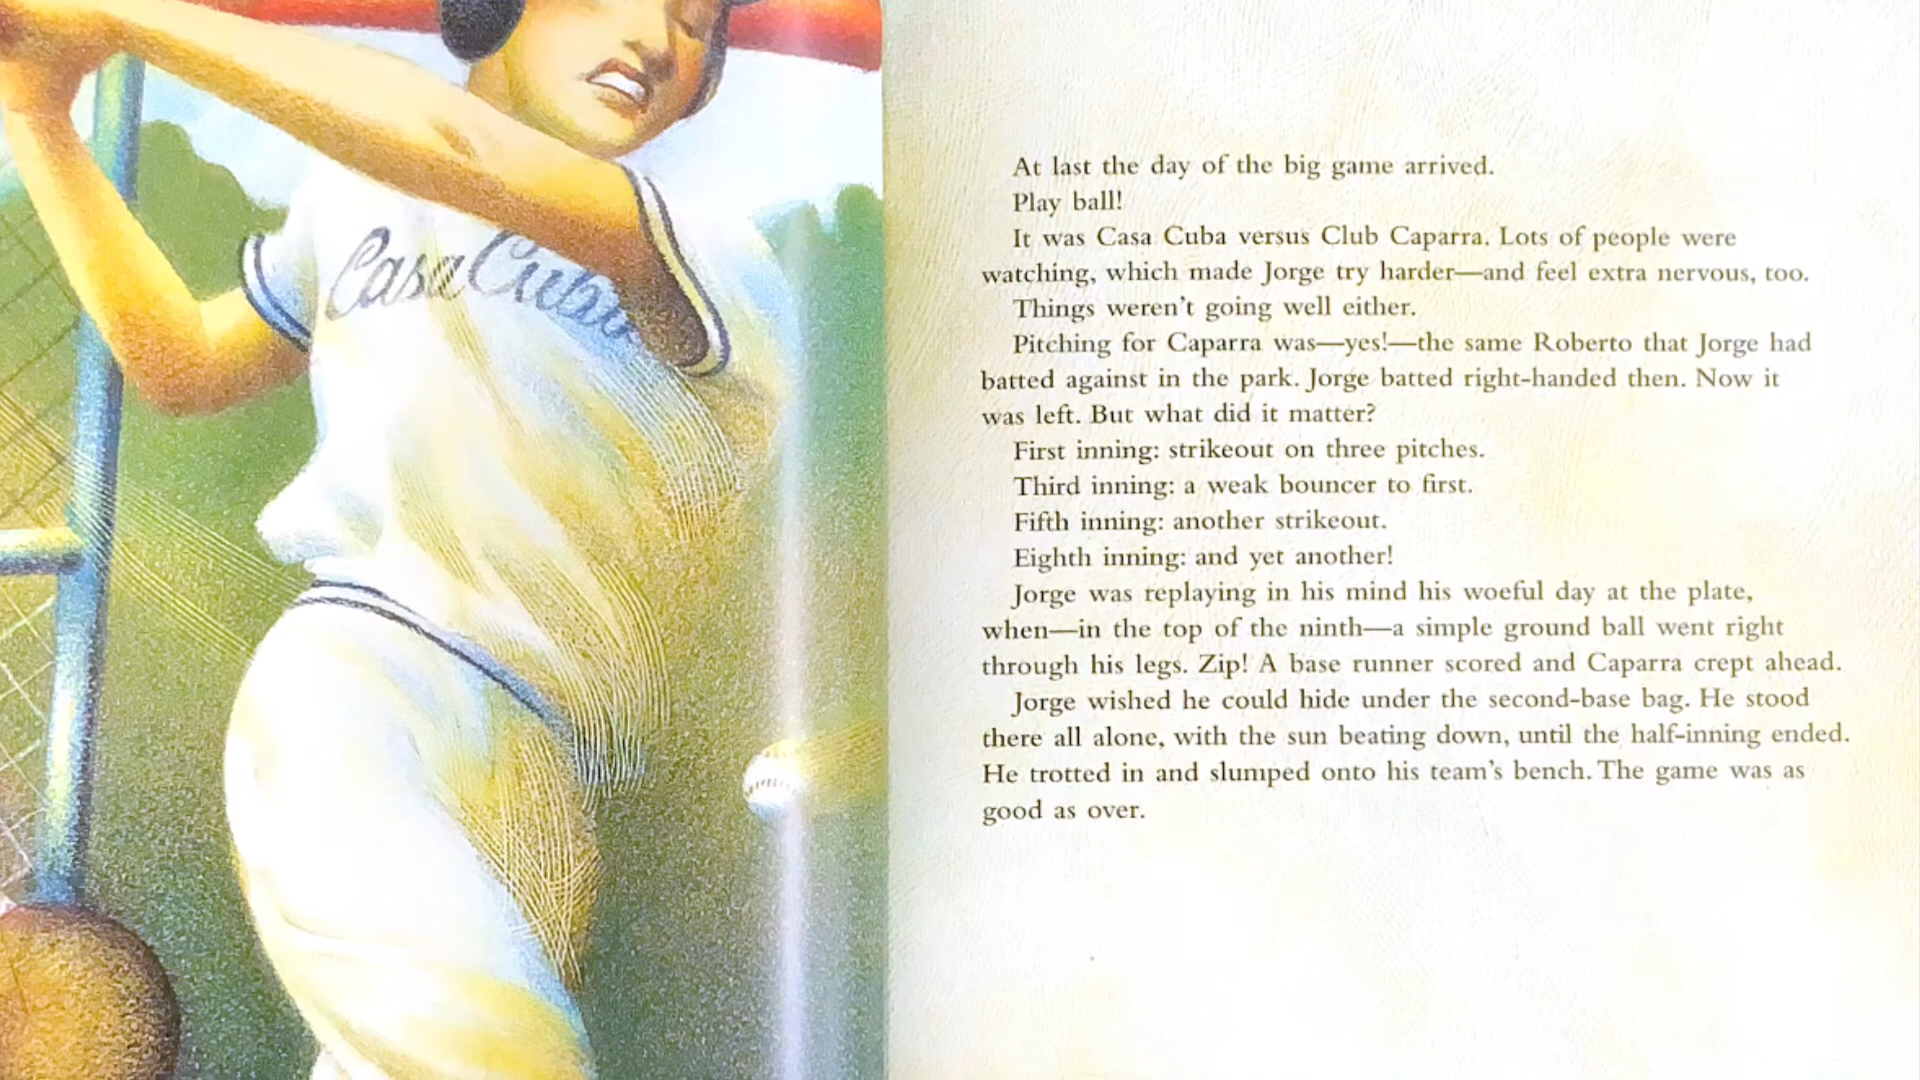 Casa Cuba
At last the day of the big game arrived.
Play ball!
It was Casa Cuba versus Club Caparra. Lots of people were
watching, which made Jorge try harder—and feel extra nervous, too.
Things weren't going well either.
Pitching for Caparra was—yes!—the same Roberto that Jorge had
batted against in the park. Jorge batted right-handed then. Now it
was left. But what did it matter?
First inning: strikeout on three pitches.
Third inning: a weak bouncer to first.
Fifth inning: another strikeout.
Eighth inning: and yet another!
Jorge was replaying in his mind his woeful day at the plate,
when—in the top of the ninth—a simple ground ball went right
through his legs. Zip! A base runner scored and Caparra crept ahead.
Jorge wished he could hide under the second-base bag. He stood
there all alone, with the sun beating down, until the half-inning ended.
He trotted in and slumped onto his team's bench. The game was as
good as over.